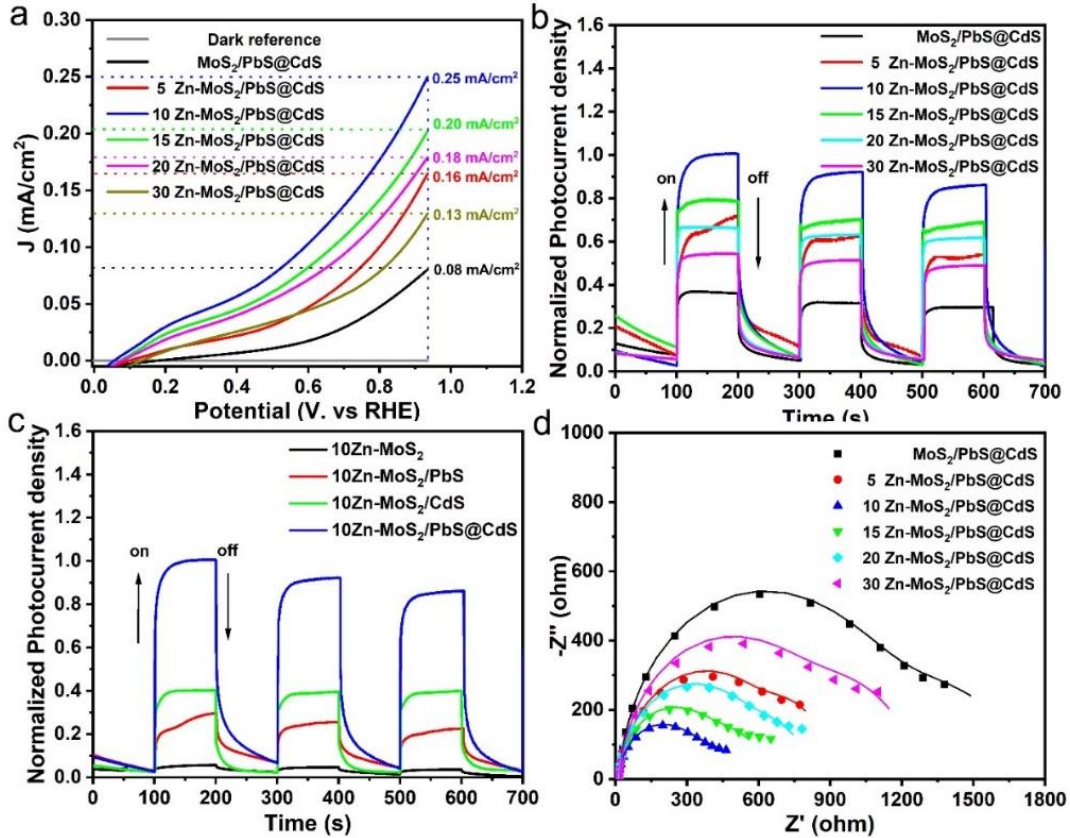 a
Dark reference
MoS₂/PbS@CdS
5 Zn-MoS₂/PbS@CdS
10 Zn-MoS₂/PbS@CdS
15 Zn-MoS₂/PbS@CdS
20 Zn-MoS₂/PbS@CdS
30 Zn-MoS₂/PbS@CdS
0.25 mA/cm²
0.20 mA/cm²
0.18 mA/cm²
0.16 mA/cm²
0.13 mA/cm²
0.08 mA/cm²
J (mA/cm²)
0.30
0.25
0.20
0.15
0.10
0.05
0.00
0.0 0.2 0.4 0.6 0.8 1.0 1.2
Potential (V. vs RHE)
b
MoS₂/PbS@CdS
5 Zn-MoS₂/PbS@CdS
10 Zn-MoS₂/PbS@CdS
15 Zn-MoS₂/PbS@CdS
20 Zn-MoS₂/PbS@CdS
30 Zn-MoS₂/PbS@CdS
on
off
Normalized Photocurrent density
1.6
1.4
1.2
1.0
0.8
0.6
0.4
0.2
0.0
0 100 200 300 400 500 600 700
Time (s)
c
10Zn-MoS₂
10Zn-MoS₂/PbS
10Zn-MoS₂/CdS
10Zn-MoS₂/PbS@CdS
on
off
Normalized Photocurrent density
1.6
1.4
1.2
1.0
0.8
0.6
0.4
0.2
0.0
0 100 200 300 400 500 600 700
Time (s)
d
MoS₂/PbS@CdS
5 Zn-MoS₂/PbS@CdS
10 Zn-MoS₂/PbS@CdS
15 Zn-MoS₂/PbS@CdS
20 Zn-MoS₂/PbS@CdS
30 Zn-MoS₂/PbS@CdS
-Z'' (ohm)
1000
800
600
400
200
0
0 300 600 900 1200 1500 1800
Z' (ohm)